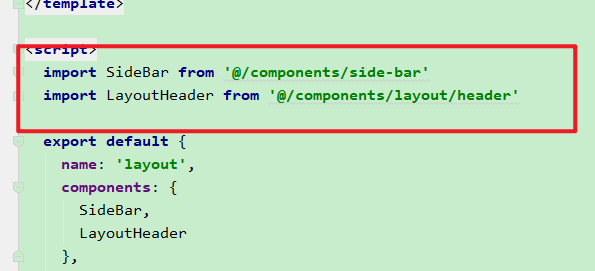 </template>
<script>
import SideBar from '@/components/side-bar'
import LayoutHeader from '@/components/layout/header'
export default {
name: 'layout',
components: {
SideBar,
LayoutHeader
},